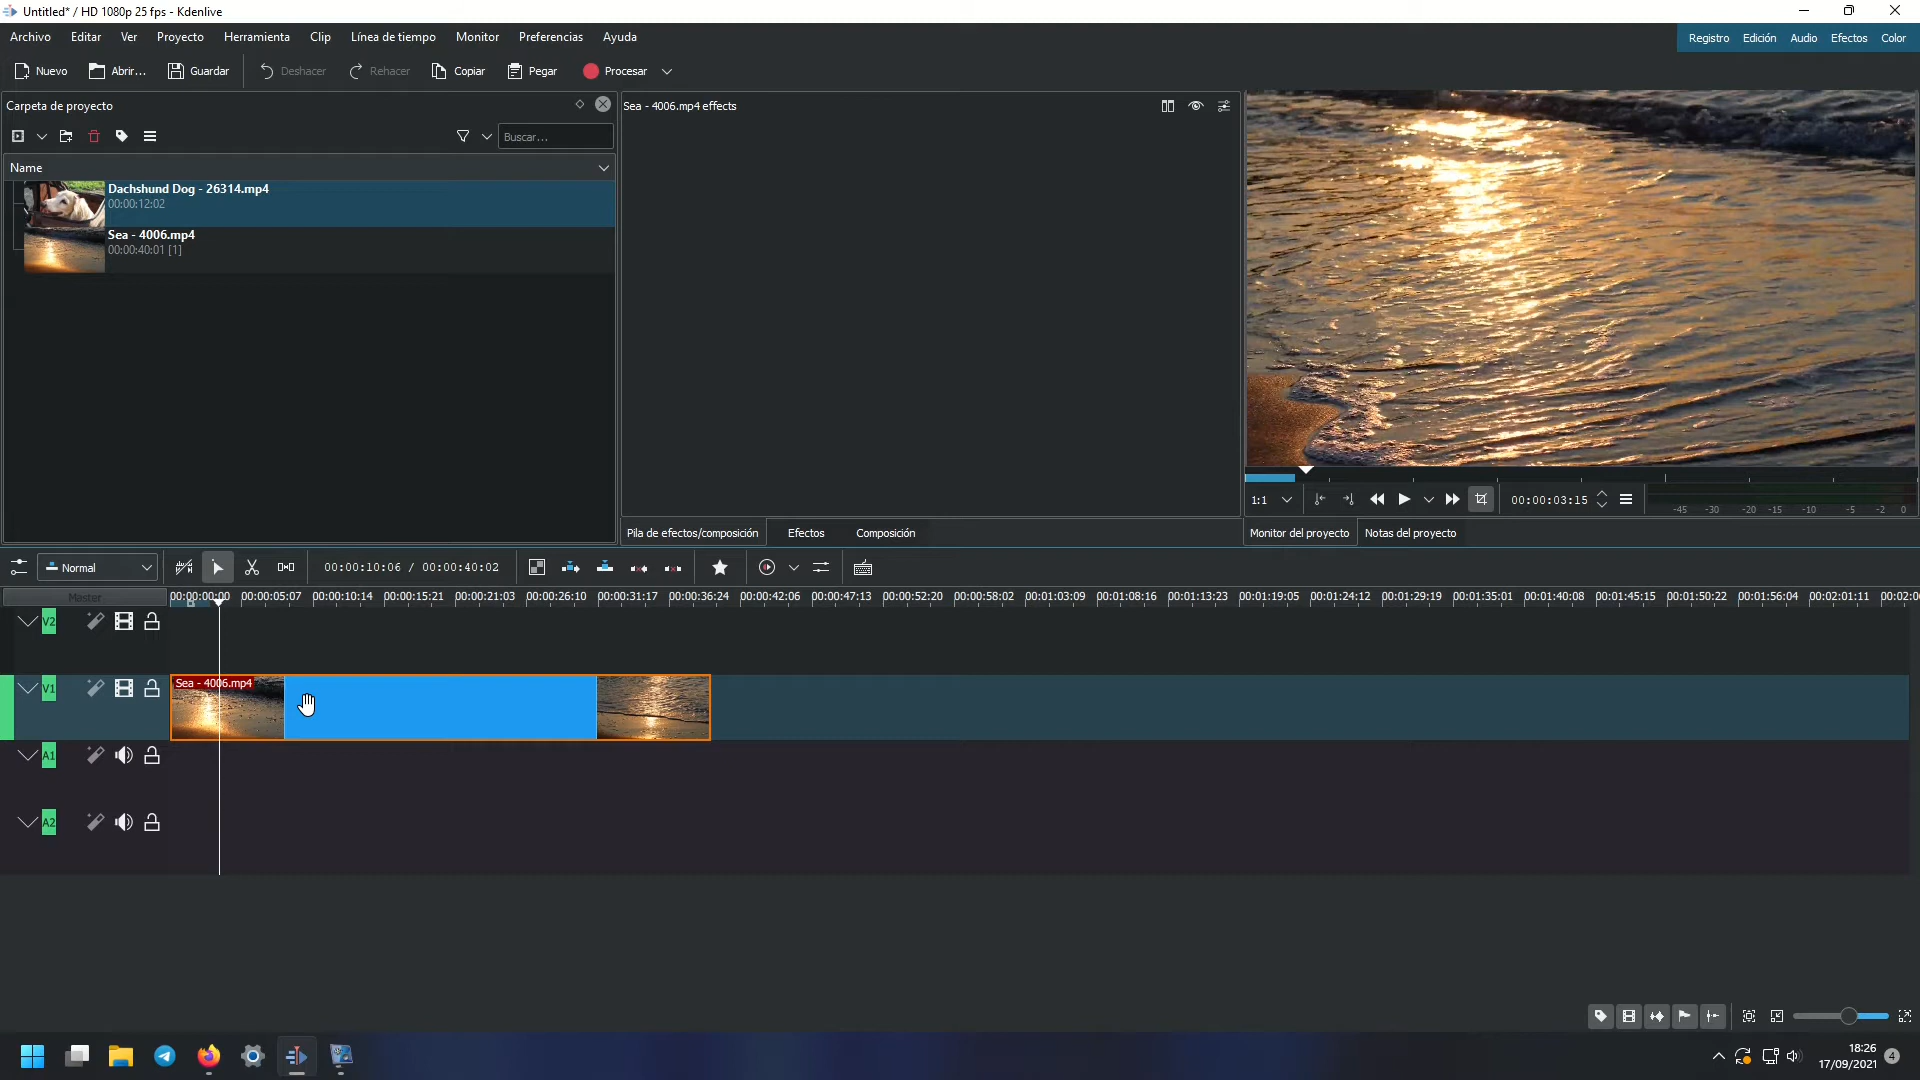 Untitled* / HD 1080p 25 fps - Kdenlive
Archivo Editar Ver Proyecto Herramienta Clip Línea de tiempo Monitor Preferencias Ayuda
Registro Edición Audio Efectos Color
Nuevo Abrir... Guardar Deshacer Rehacer Copiar Pegar Procesar
Carpeta de proyecto
Buscar...
Name
Dachshund Dog - 26314.mp4
00:00:12:02
Sea - 4006.mp4
00:00:40:01 [1]
Sea - 4006.mp4 effects
Pila de efectos/composición Efectos Composición
1:1 00:00:03:15 -45 -30 -20 -15 -10 -5 -2 0
Monitor del proyecto Notas del proyecto
Normal 00:00:10:06 / 00:00:40:02
Master 00:00:00:00 00:00:05:07 00:00:10:14 00:00:15:21 00:00:21:03 00:00:26:10 00:00:31:17 00:00:36:24 00:00:42:06 00:00:47:13 00:00:52:20 00:00:58:02 00:01:03:09 00:01:08:16 00:01:13:23 00:01:19:05 00:01:24:12 00:01:29:19 00:01:35:01 00:01:40:08 00:01:45:15 00:01:50:22 00:01:56:04 00:02:01:11 00:02:0
V2
V1 Sea - 4006.mp4
A1
A2
18:26
17/09/2021
4